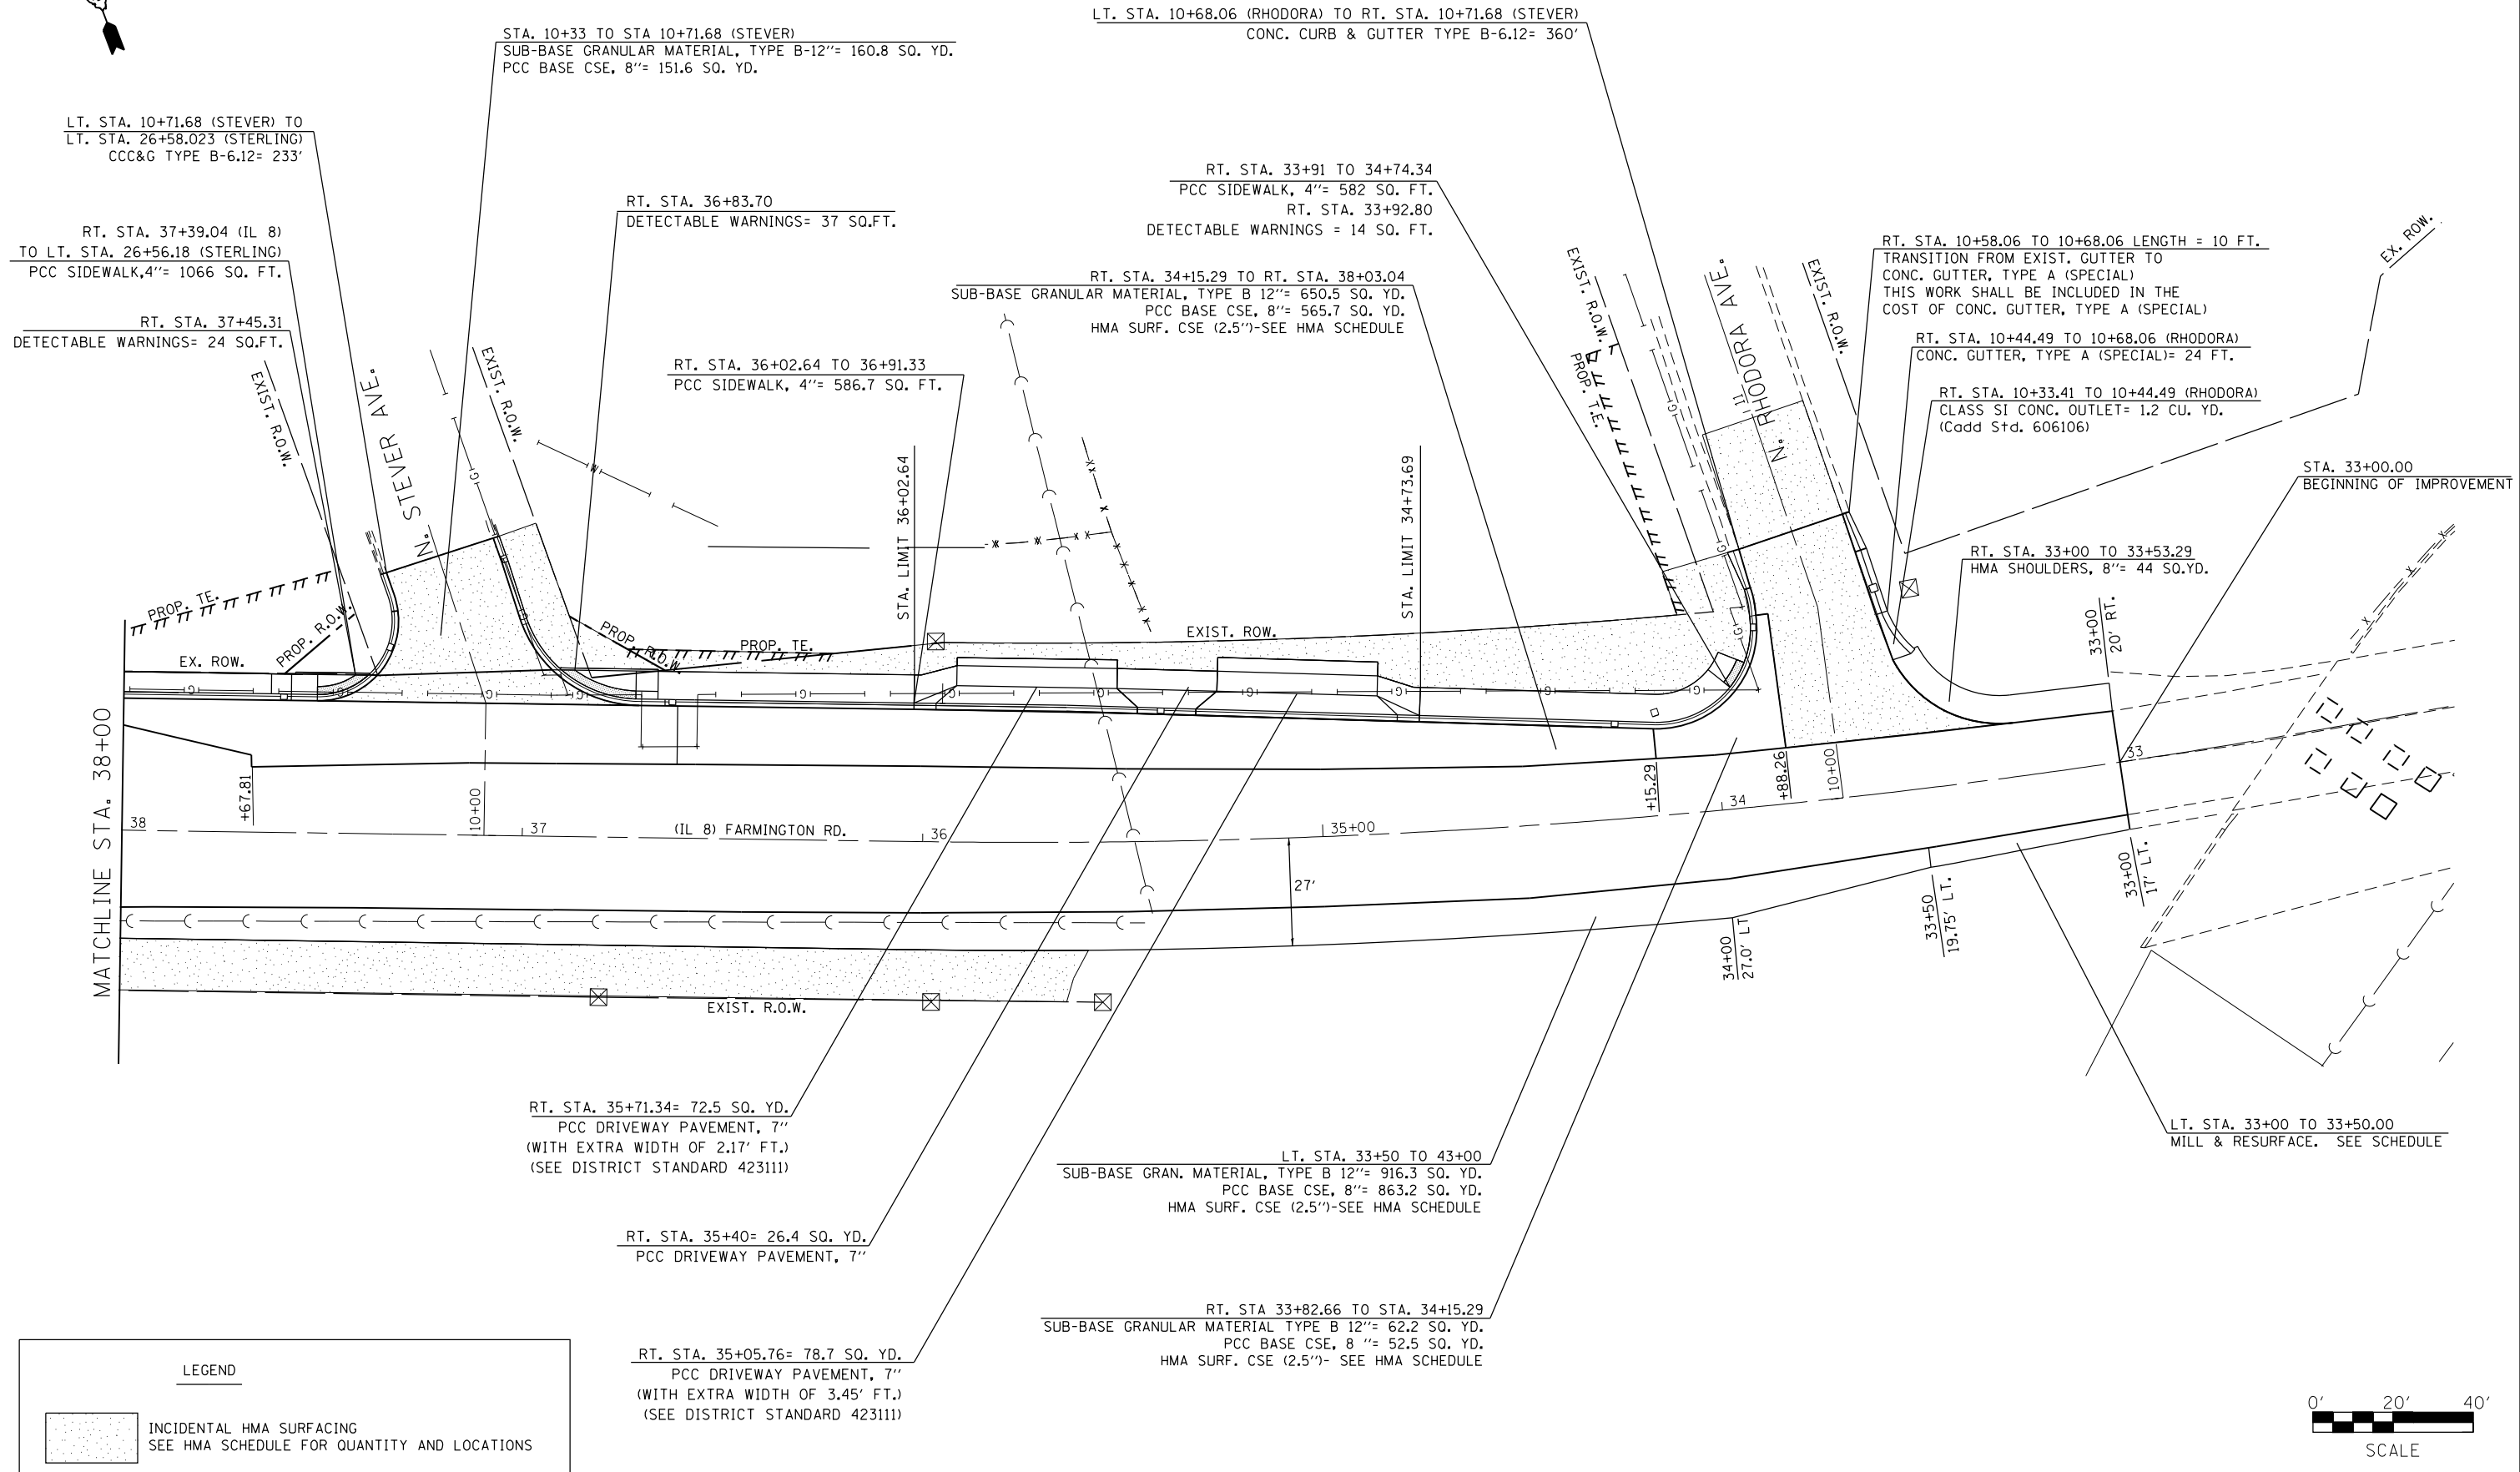 LT. STA. 10+68.06 (RHODORA) TO RT. STA. 10+71.68 (STEVER)
CONC. CURB & GUTTER TYPE B-6.12= 360'
STA. 10+33 TO STA 10+71.68 (STEVER)
SUB-BASE GRANULAR MATERIAL, TYPE B-12''= 160.8 SQ. YD.
PCC BASE CSE, 8''= 151.6 SQ. YD.
LT. STA. 10+71.68 (STEVER) TO
LT. STA. 26+58.023 (STERLING)
CCC&G TYPE B-6.12= 233'
RT. STA. 37+39.04 (IL 8)
TO LT. STA. 26+56.18 (STERLING)
PCC SIDEWALK,4''= 1066 SQ. FT.
RT. STA. 37+45.31
DETECTABLE WARNINGS= 24 SQ.FT.
RT. STA. 36+83.70
DETECTABLE WARNINGS= 37 SQ.FT.
RT. STA. 33+91 TO 34+74.34
PCC SIDEWALK, 4''= 582 SQ. FT.
RT. STA. 33+92.80
DETECTABLE WARNINGS = 14 SQ. FT.
RT. STA. 34+15.29 TO RT. STA. 38+03.04
SUB-BASE GRANULAR MATERIAL, TYPE B 12''= 650.5 SQ. YD.
PCC BASE CSE, 8''= 565.7 SQ. YD.
HMA SURF. CSE (2.5'')-SEE HMA SCHEDULE
RT. STA. 36+02.64 TO 36+91.33
PCC SIDEWALK, 4''= 586.7 SQ. FT.
RT. STA. 10+58.06 TO 10+68.06 LENGTH = 10 FT.
TRANSITION FROM EXIST. GUTTER TO
CONC. GUTTER, TYPE A (SPECIAL)
THIS WORK SHALL BE INCLUDED IN THE
COST OF CONC. GUTTER, TYPE A (SPECIAL)
RT. STA. 10+44.49 TO 10+68.06 (RHODORA)
CONC. GUTTER, TYPE A (SPECIAL)= 24 FT.
RT. STA. 10+33.41 TO 10+44.49 (RHODORA)
CLASS SI CONC. OUTLET= 1.2 CU. YD.
(Cadd Std. 606106)
STA. 33+00.00
BEGINNING OF IMPROVEMENT
RT. STA. 33+00 TO 33+53.29
HMA SHOULDERS, 8''= 44 SQ.YD.
EX. ROW.
EXIST. R.O.W.
N. STEVER AVE.
EXIST. R.O.W.
EXIST. R.O.W.
PROP. T.E.
N. RHODORA AVE.
EXIST. R.O.W.
11
STA. LIMIT 36+02.64
STA. LIMIT 34+73.69
PROP. TE.
PROP. R.O.W.
EX. ROW.
PROP. R.O.W
PROP. TE.
EXIST. ROW.
33+00
20' RT.
MATCHLINE STA. 38+00
+67.81
10+00
+15.29
+88.26
10+00
33
38
37
(IL 8) FARMINGTON RD.
36
35+00
34
27'
34+00
27.0' LT
33+50
19.75' LT.
33+00
17' LT.
EXIST. R.O.W.
RT. STA. 35+71.34= 72.5 SQ. YD.
PCC DRIVEWAY PAVEMENT, 7''
(WITH EXTRA WIDTH OF 2.17' FT.)
(SEE DISTRICT STANDARD 423111)
RT. STA. 35+40= 26.4 SQ. YD.
PCC DRIVEWAY PAVEMENT, 7''
RT. STA. 35+05.76= 78.7 SQ. YD.
PCC DRIVEWAY PAVEMENT, 7''
(WITH EXTRA WIDTH OF 3.45' FT.)
(SEE DISTRICT STANDARD 423111)
LT. STA. 33+50 TO 43+00
SUB-BASE GRAN. MATERIAL, TYPE B 12''= 916.3 SQ. YD.
PCC BASE CSE, 8''= 863.2 SQ. YD.
HMA SURF. CSE (2.5'')-SEE HMA SCHEDULE
RT. STA 33+82.66 TO STA. 34+15.29
SUB-BASE GRANULAR MATERIAL TYPE B 12''= 62.2 SQ. YD.
PCC BASE CSE, 8 ''= 52.5 SQ. YD.
HMA SURF. CSE (2.5'')- SEE HMA SCHEDULE
LT. STA. 33+00 TO 33+50.00
MILL & RESURFACE. SEE SCHEDULE
LEGEND
INCIDENTAL HMA SURFACING
SEE HMA SCHEDULE FOR QUANTITY AND LOCATIONS
0' 20' 40'
SCALE